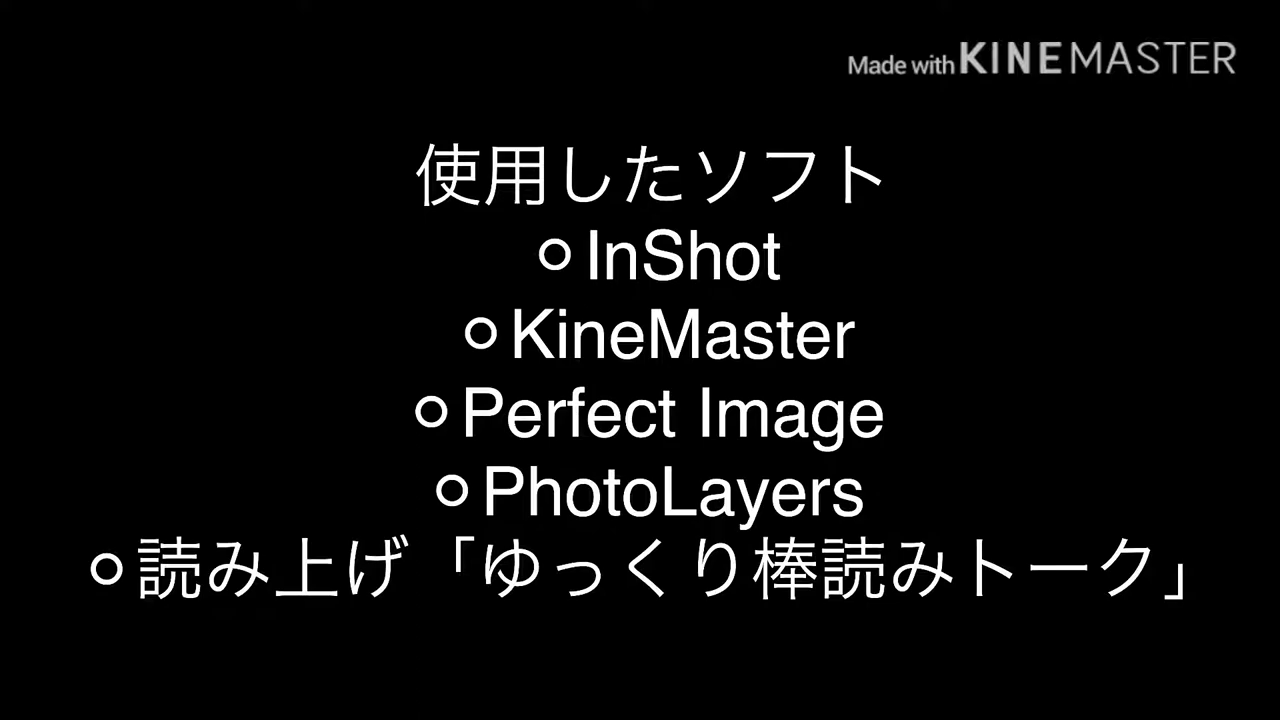 Made with KINEMASTER
使用したソフト
○InShot
○KineMaster
○Perfect Image
○PhotoLayers
○読み上げ「ゆっくり棒読みトーク」